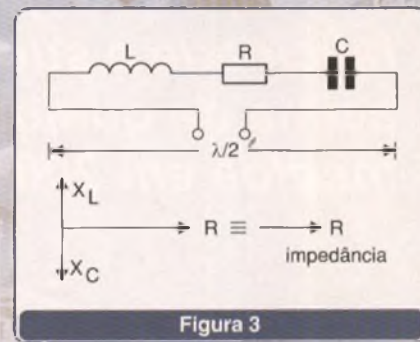 L R C
λ/2
X_L
R ≡ R
impedância
X_C
Figura 3